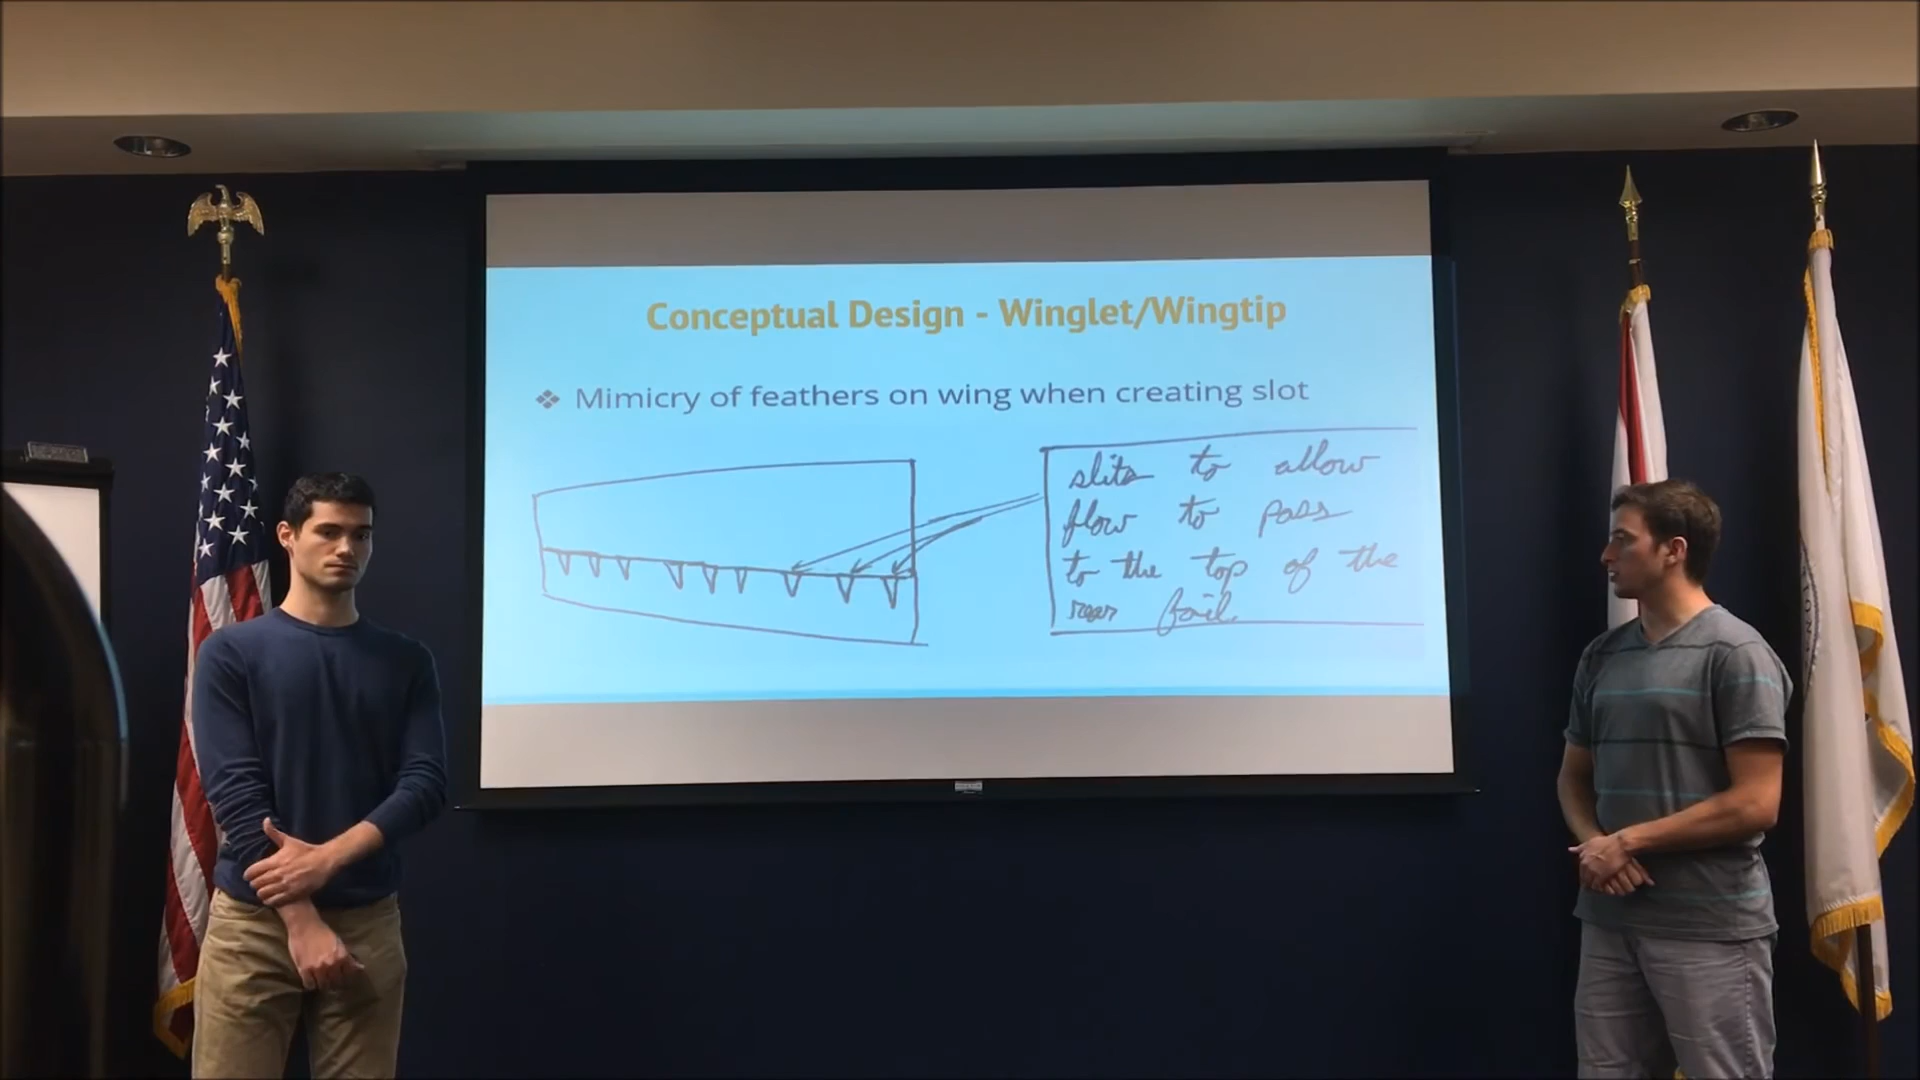 Conceptual Design - Winglet/Wingtip
❖ Mimicry of feathers on wing when creating slot
slits to allow
flow to pass
to the top of the
rear foil.